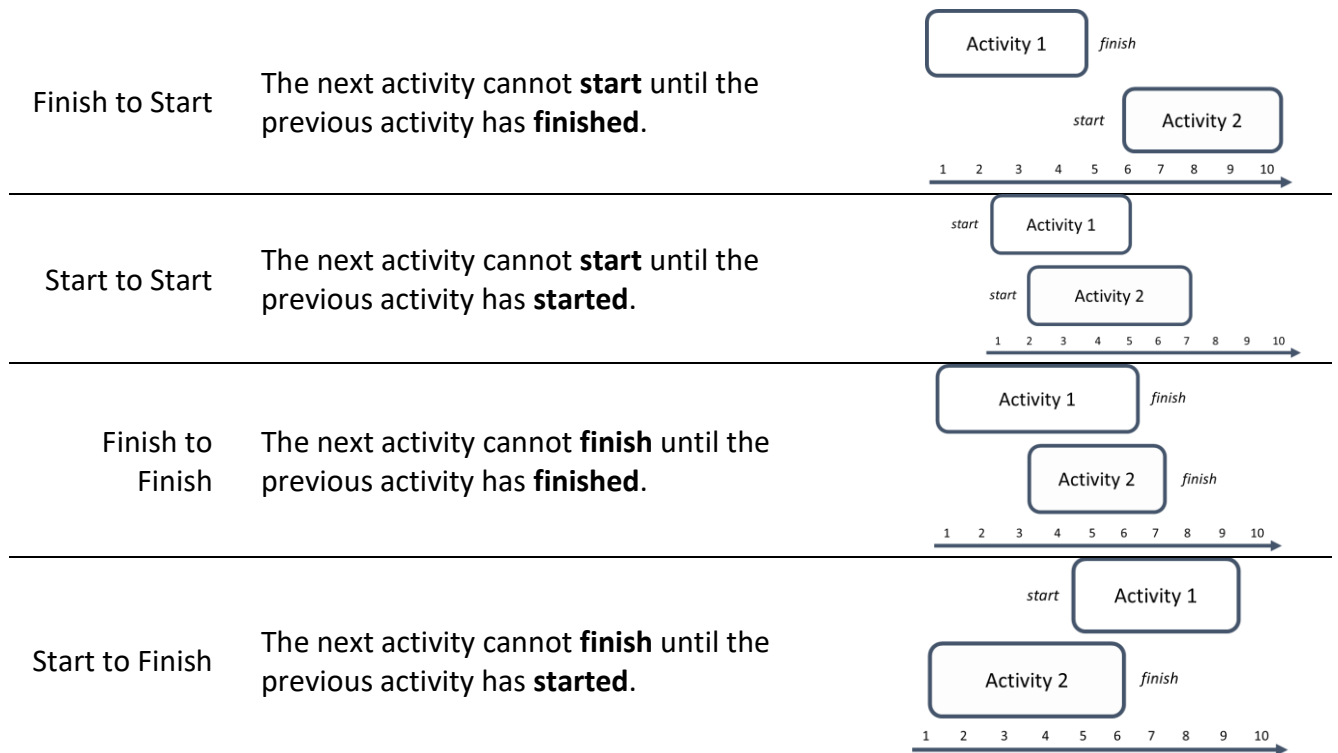 Finish to Start
The next activity cannot start until the
previous activity has finished.
Activity 1
finish
start
Activity 2
1 2 3 4 5 6 7 8 9 10
Start to Start
The next activity cannot start until the
previous activity has started.
start
Activity 1
start
Activity 2
1 2 3 4 5 6 7 8 9 10
Finish to
Finish
The next activity cannot finish until the
previous activity has finished.
Activity 1
finish
Activity 2
finish
1 2 3 4 5 6 7 8 9 10
Start to Finish
The next activity cannot finish until the
previous activity has started.
start
Activity 1
Activity 2
finish
1 2 3 4 5 6 7 8 9 10